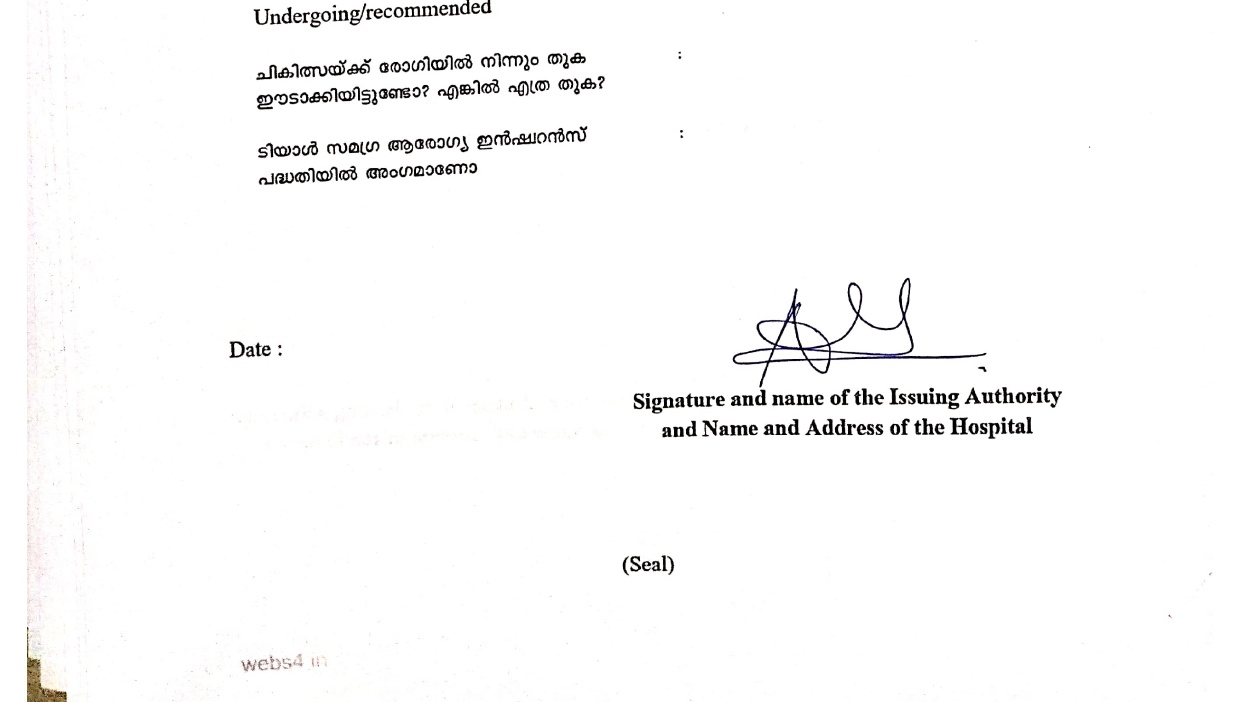 Undergoing/recommended
ചികിത്സയ്ക്ക് രോഗിയിൽ നിന്നും തുക :
ഈടാക്കിയിട്ടുണ്ടോ? എങ്കിൽ എത്ര തുക?
ടിയാൾ സമഗ്ര ആരോഗ്യ ഇൻഷുറൻസ് :
പദ്ധതിയിൽ അംഗമാണോ
Date :
Signature and name of the Issuing Authority
and Name and Address of the Hospital
(Seal)
webs4 in